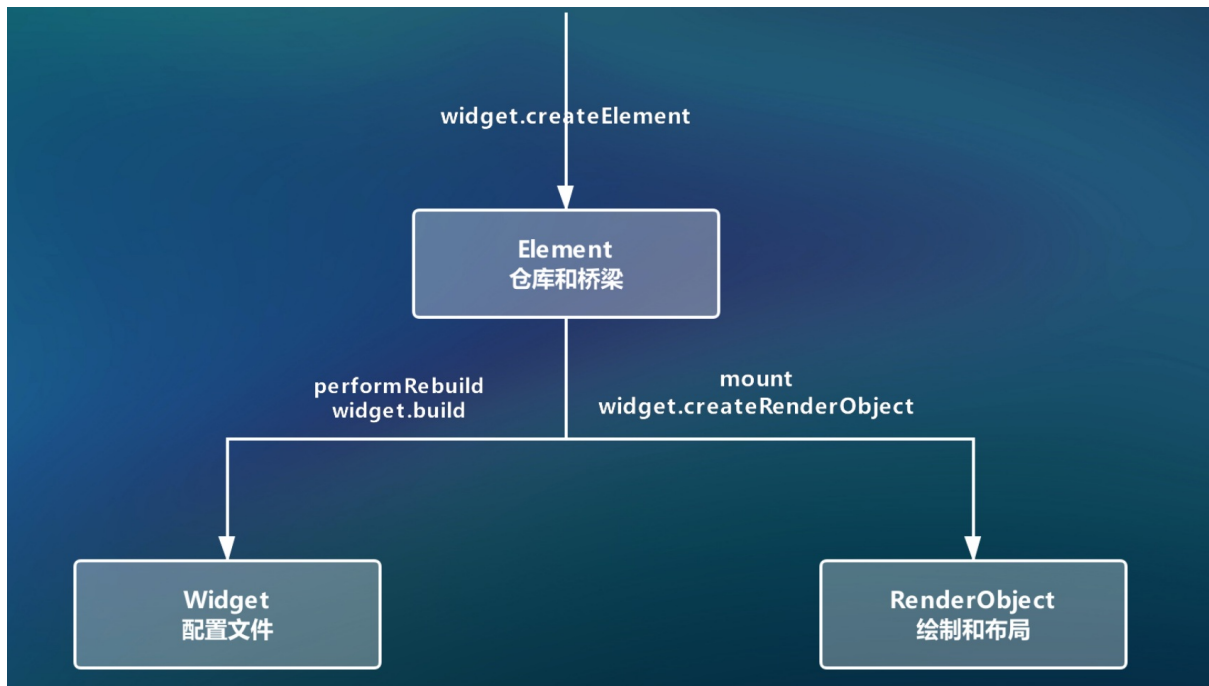 widget.createElement
Element
仓库和桥梁
performRebuild
widget.build
mount
widget.createRenderObject
Widget
配置文件
RenderObject
绘制和布局